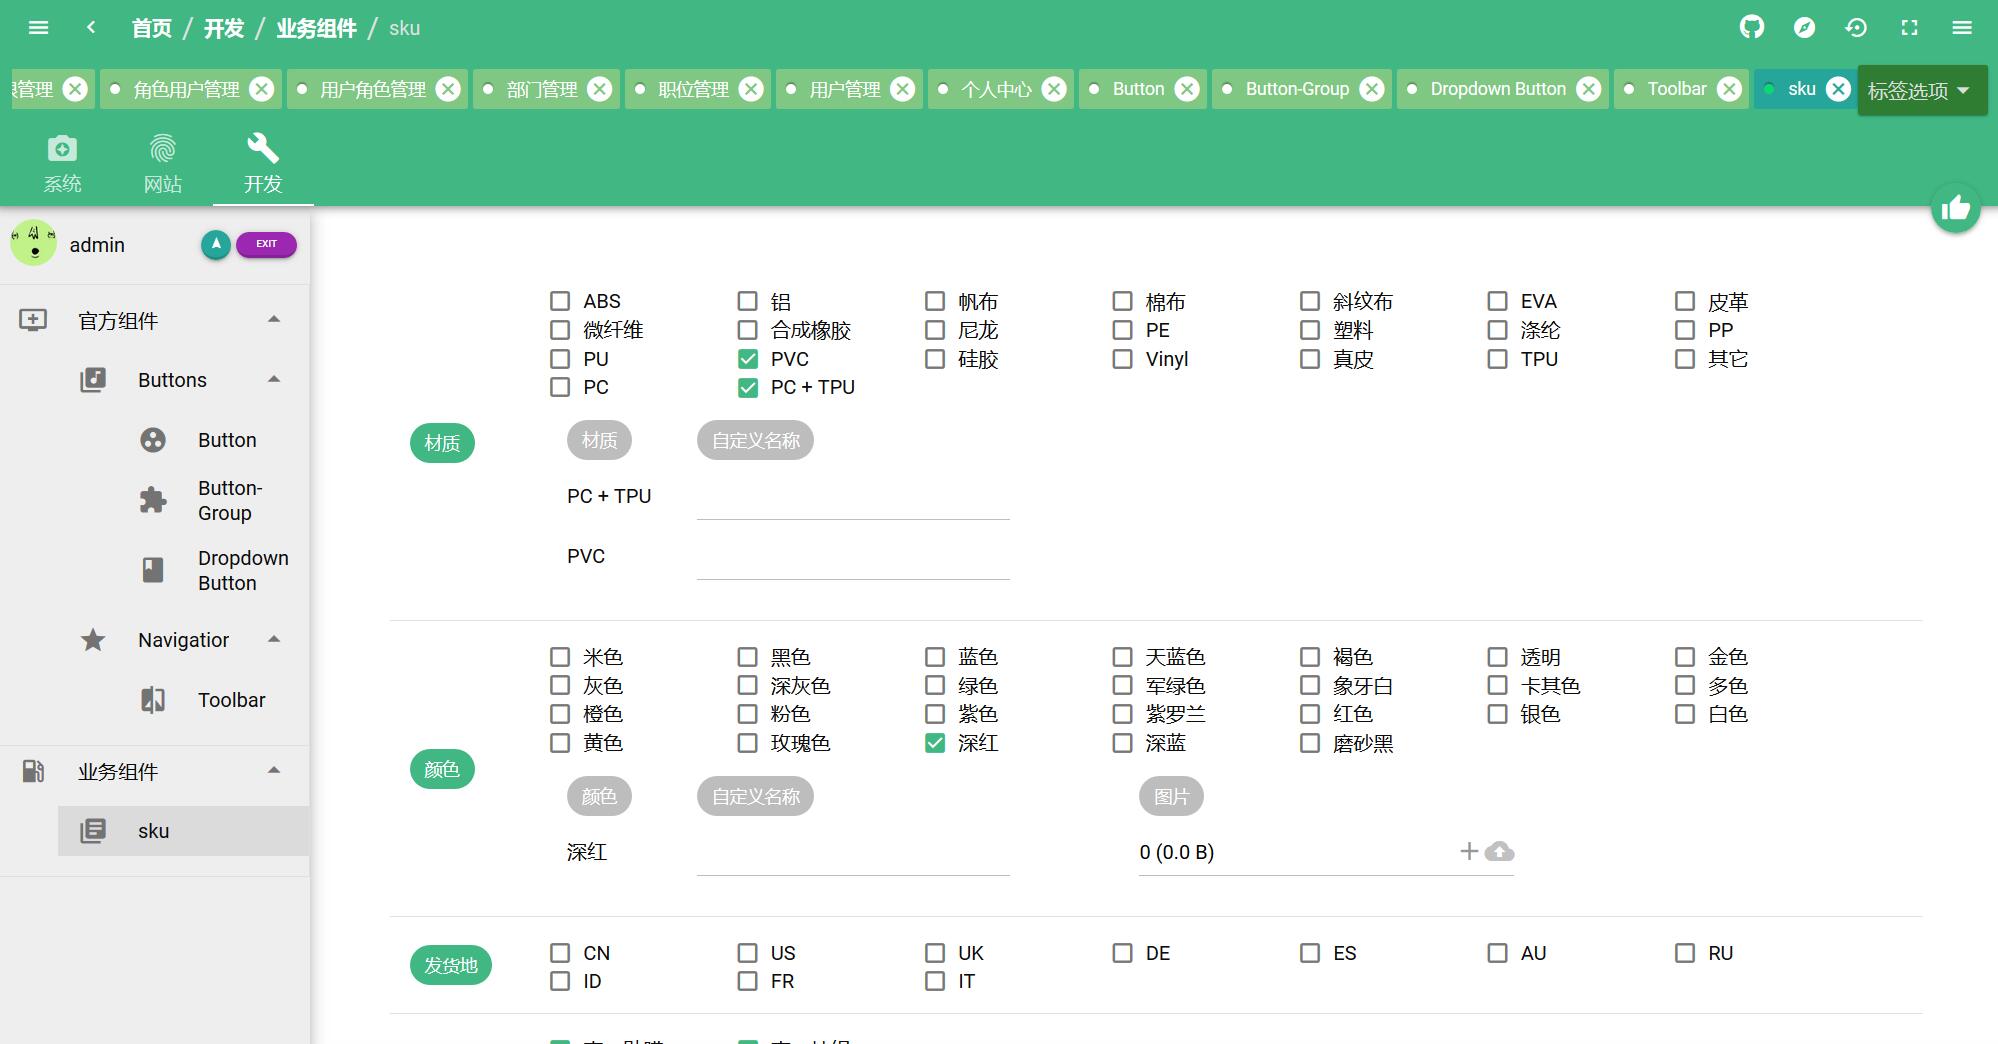 首页 / 开发 / 业务组件 / sku
管理 角色用户管理 用户角色管理 部门管理 职位管理 用户管理 个人中心 Button Button-Group Dropdown Button Toolbar sku 标签选项
系统 网站 开发
admin EXIT
官方组件
Buttons
Button
Button-
Group
Dropdown
Button
Navigation
Toolbar
业务组件
sku
ABS 铝 帆布 棉布 斜纹布 EVA 皮革
微纤维 合成橡胶 尼龙 PE 塑料 涤纶 PP
PU PVC 硅胶 Vinyl 真皮 TPU 其它
PC PC + TPU
材质 材质 自定义名称
PC + TPU
PVC
米色 黑色 蓝色 天蓝色 褐色 透明 金色
灰色 深灰色 绿色 军绿色 象牙白 卡其色 多色
橙色 粉色 紫色 紫罗兰 红色 银色 白色
黄色 玫瑰色 深红 深蓝 磨砂黑
颜色 颜色 自定义名称 图片
深红 0 (0.0 B)
发货地 CN US UK DE ES AU RU
ID FR IT